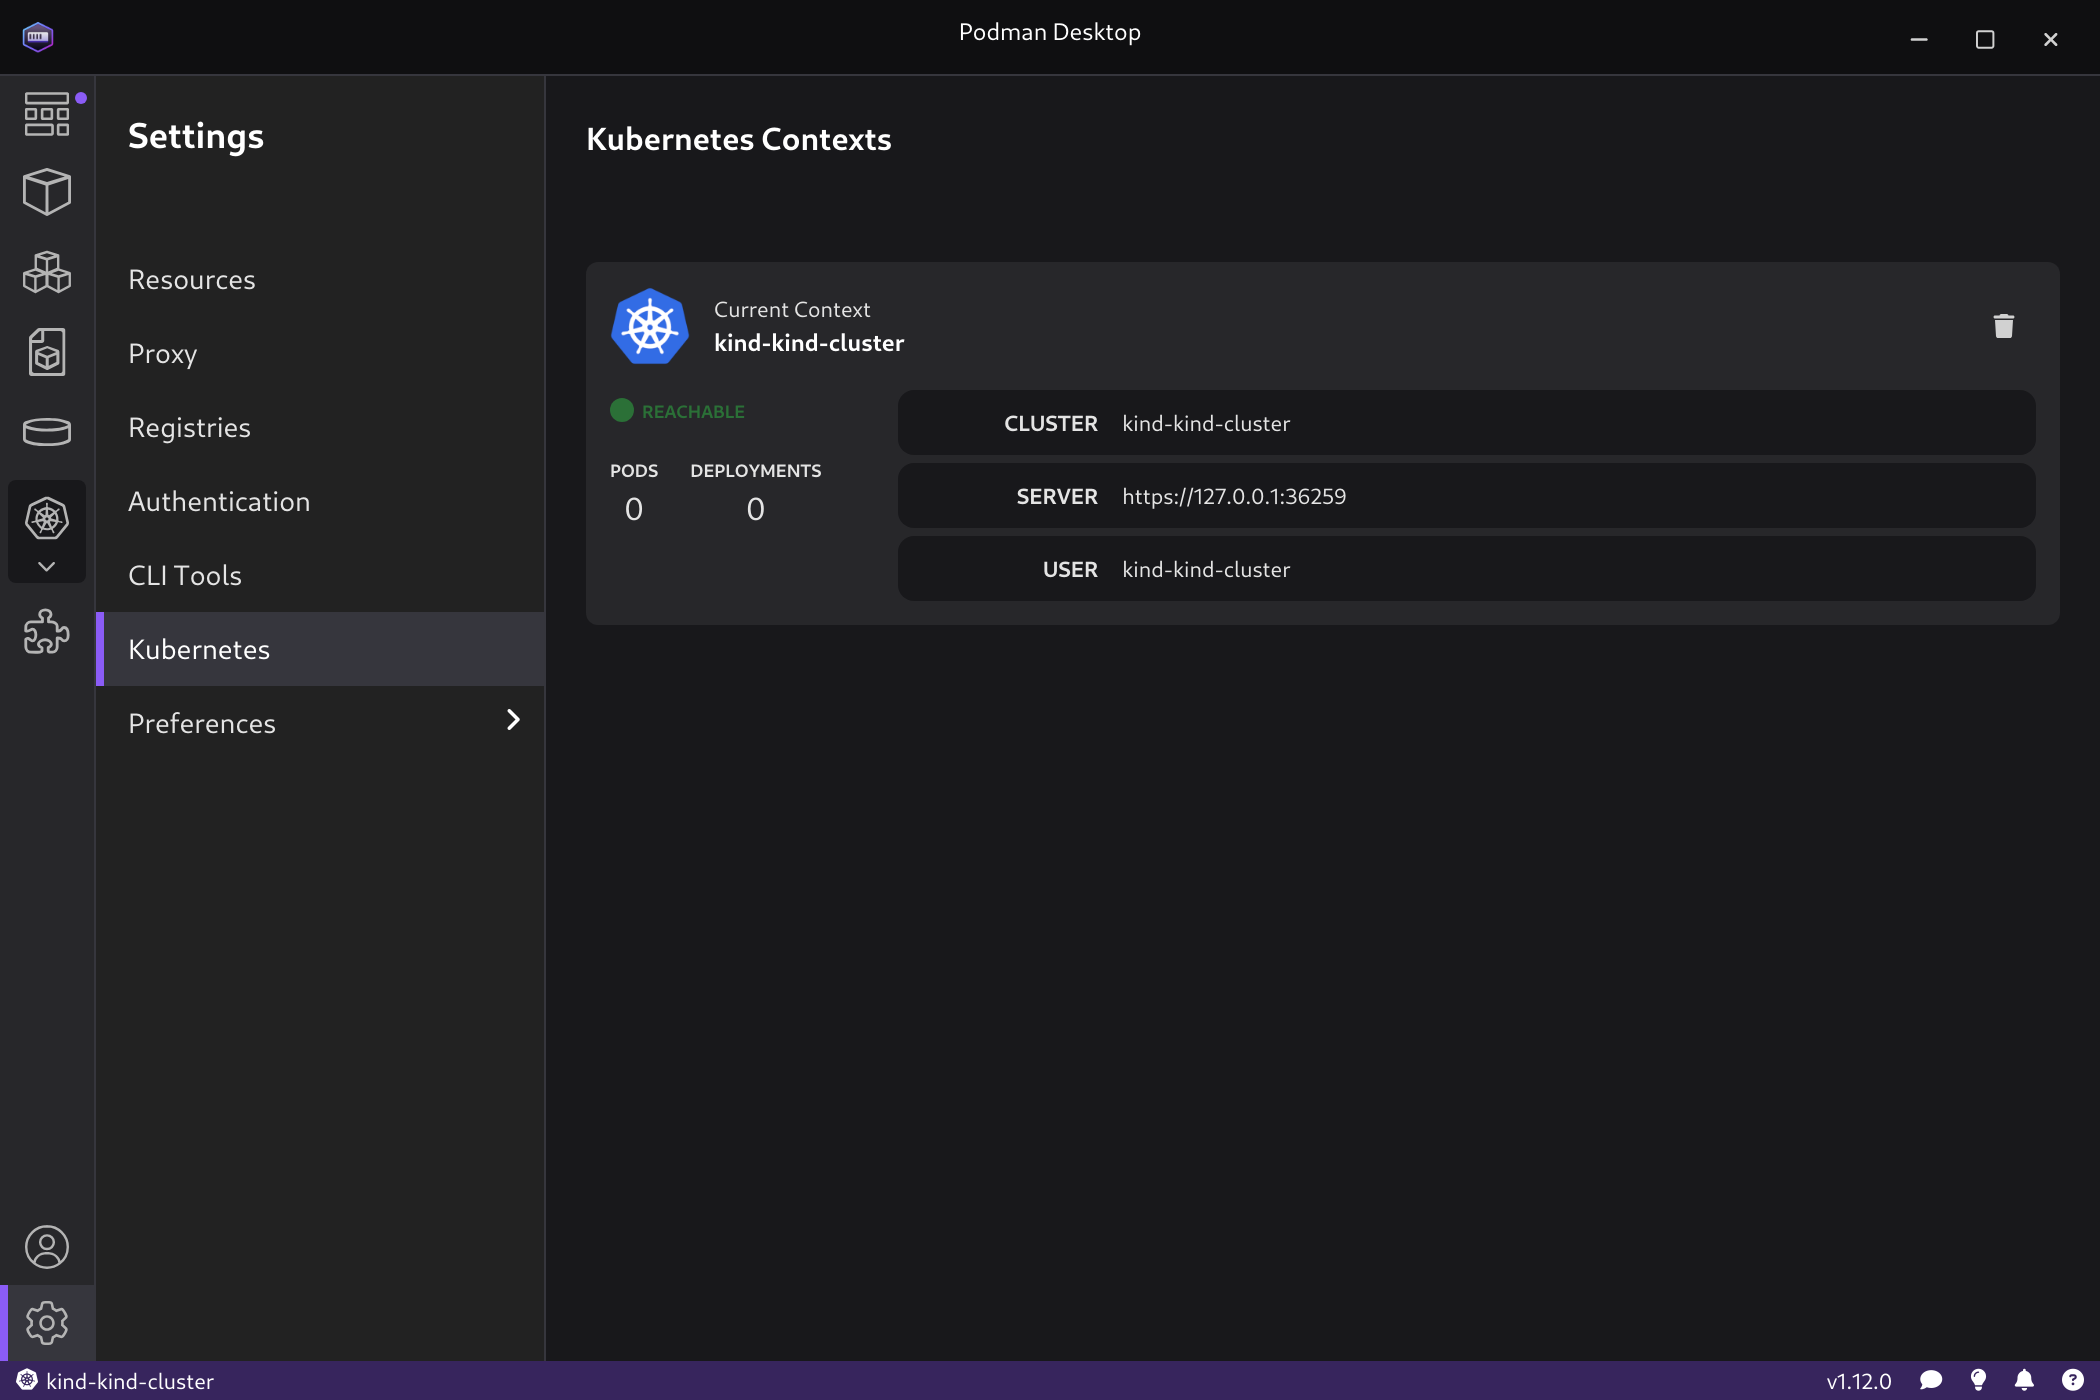 Podman Desktop
Settings
Resources
Proxy
Registries
Authentication
CLI Tools
Kubernetes
Preferences
Kubernetes Contexts
Current Context
kind-kind-cluster
REACHABLE
PODS DEPLOYMENTS
0 0
CLUSTER kind-kind-cluster
SERVER https://127.0.0.1:36259
USER kind-kind-cluster
kind-kind-cluster
v1.12.0